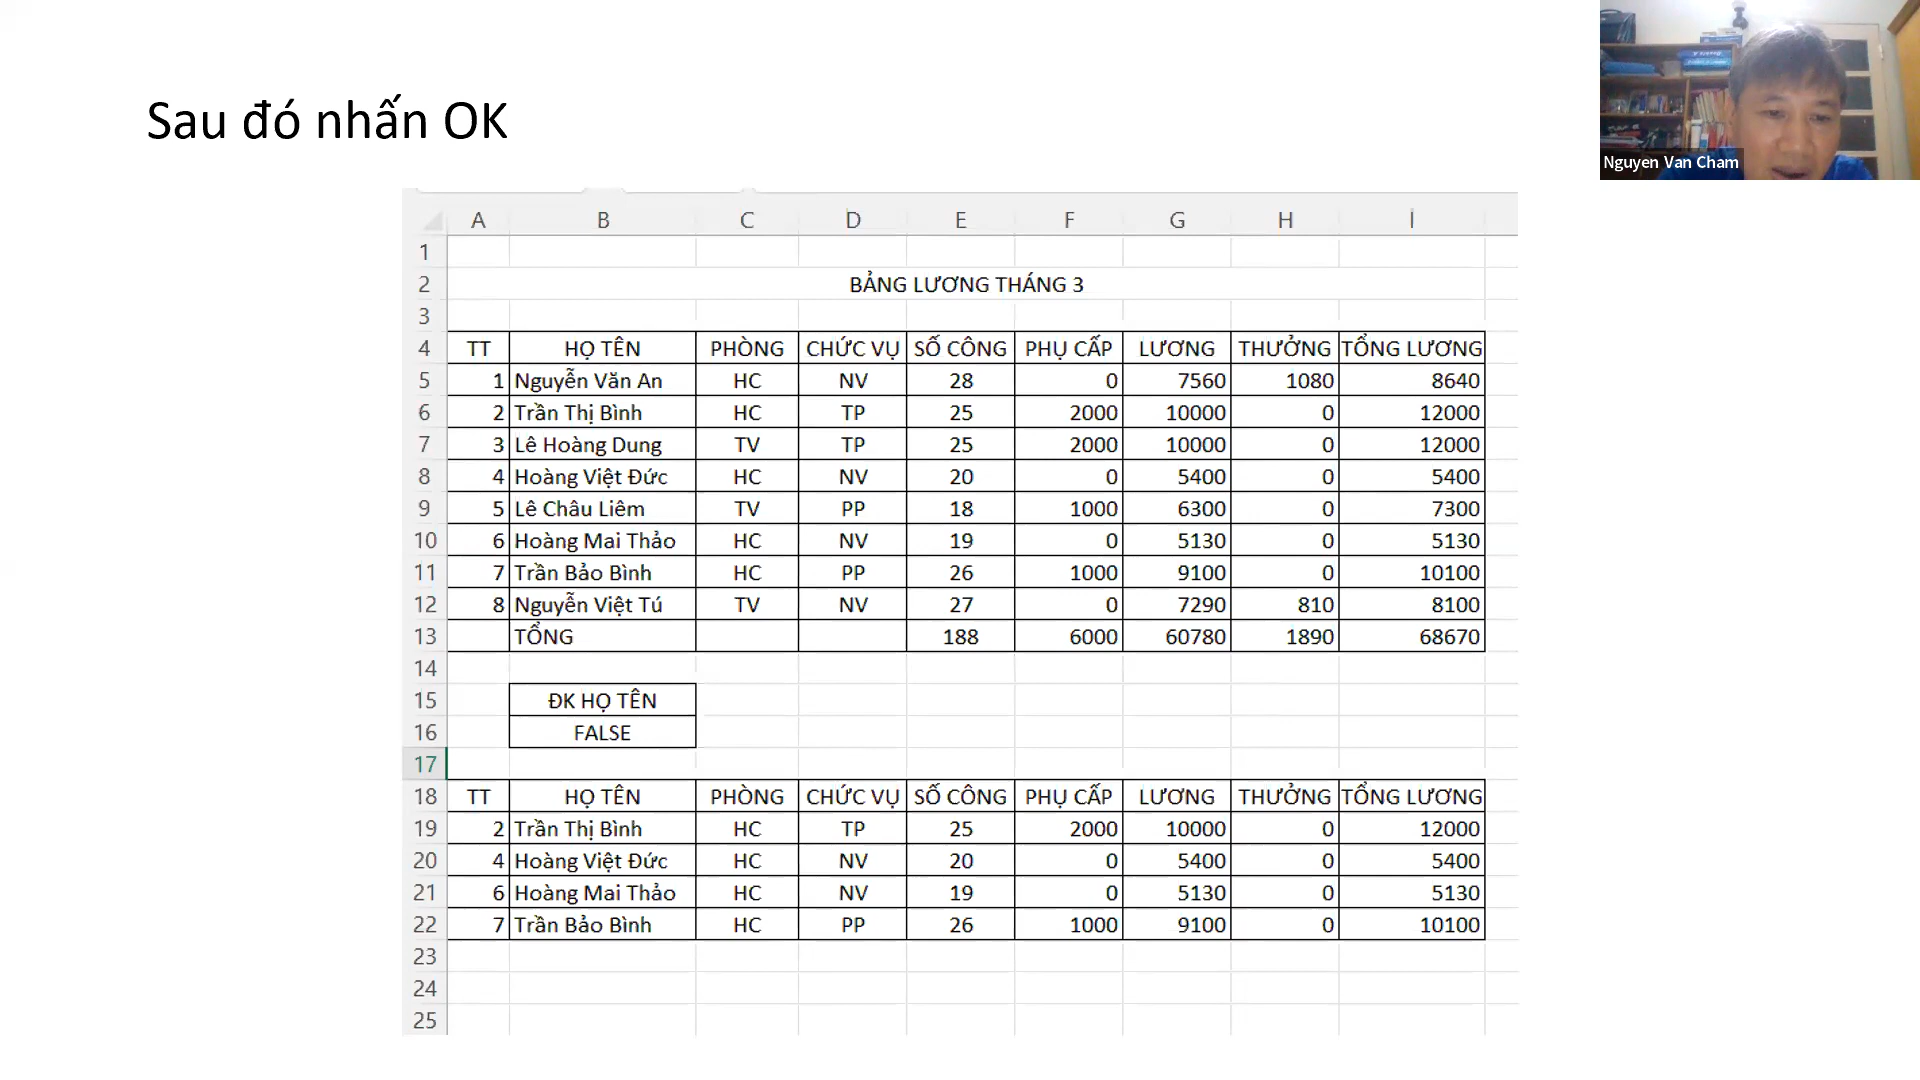 Sau đó nhấn OK
Nguyen Van Cham
A B C D E F G H I
1
2 BẢNG LƯƠNG THÁNG 3
3
4 TT HỌ TÊN PHÒNG CHỨC VỤ SỐ CÔNG PHỤ CẤP LƯƠNG THƯỞNG TỔNG LƯƠNG
5 1 Nguyễn Văn An HC NV 28 0 7560 1080 8640
6 2 Trần Thị Bình HC TP 25 2000 10000 0 12000
7 3 Lê Hoàng Dung TV TP 25 2000 10000 0 12000
8 4 Hoàng Việt Đức HC NV 20 0 5400 0 5400
9 5 Lê Châu Liêm TV PP 18 1000 6300 0 7300
10 6 Hoàng Mai Thảo HC NV 19 0 5130 0 5130
11 7 Trần Bảo Bình HC PP 26 1000 9100 0 10100
12 8 Nguyễn Việt Tú TV NV 27 0 7290 810 8100
13 TỔNG 188 6000 60780 1890 68670
14
15 ĐK HỌ TÊN
16 FALSE
17
18 TT HỌ TÊN PHÒNG CHỨC VỤ SỐ CÔNG PHỤ CẤP LƯƠNG THƯỞNG TỔNG LƯƠNG
19 2 Trần Thị Bình HC TP 25 2000 10000 0 12000
20 4 Hoàng Việt Đức HC NV 20 0 5400 0 5400
21 6 Hoàng Mai Thảo HC NV 19 0 5130 0 5130
22 7 Trần Bảo Bình HC PP 26 1000 9100 0 10100
23
24
25